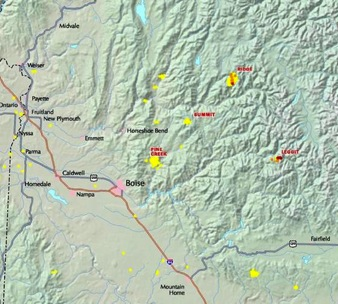 Midvale
Weiser
RIDGE
Payette
Ontario
Fruitland
New Plymouth
SUMMIT
Nyssa
Emmett
Horseshoe Bend
Parma
PINE
CREEK
LEGGIT
Caldwell
Homedale
Boise
Nampa
Fairfield
Mountain
Home